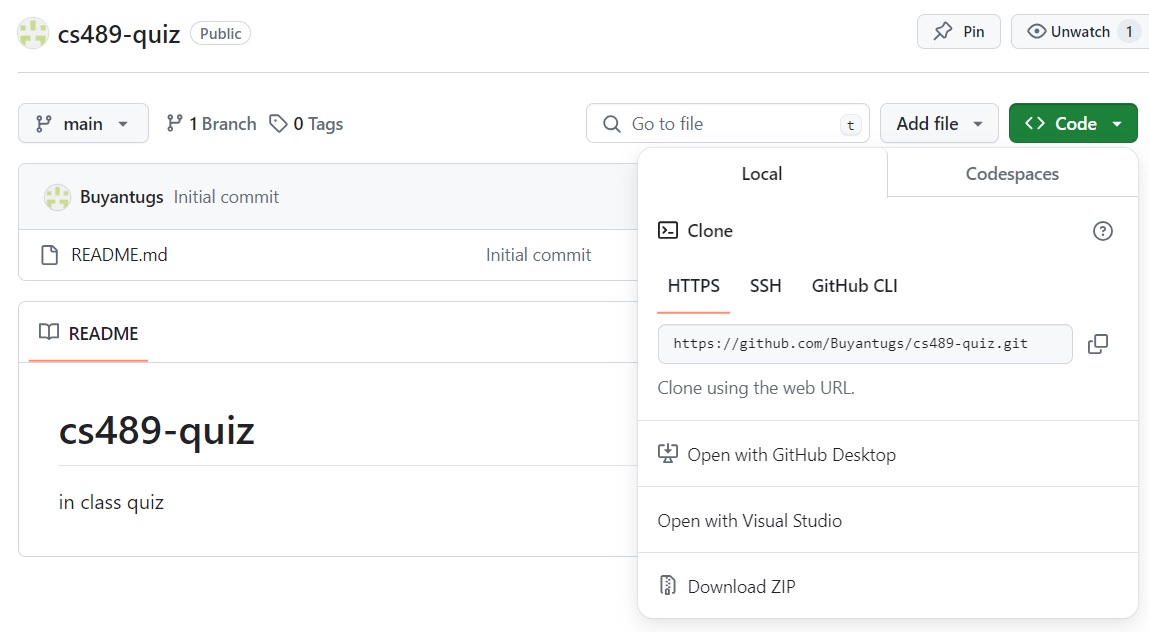 cs489-quiz Public Pin Unwatch 1
main 1 Branch 0 Tags Go to file t Add file Code
Buyantugs Initial commit
README.md Initial commit
README
cs489-quiz
in class quiz
Local Codespaces
Clone
HTTPS SSH GitHub CLI
https://github.com/Buyantugs/cs489-quiz.git
Clone using the web URL.
Open with GitHub Desktop
Open with Visual Studio
Download ZIP